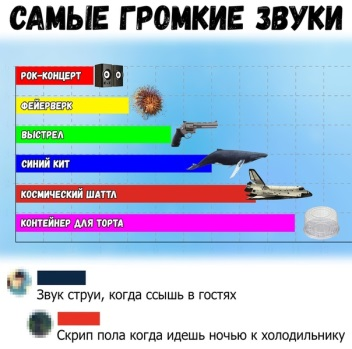 САМЫЕ ГРОМКИЕ ЗВУКИ
РОК-КОНЦЕРТ
ФЕЙЕРВЕРК
ВЫСТРЕЛ
СИНИЙ КИТ
КОСМИЧЕСКИЙ ШАТТЛ
КОНТЕЙНЕР ДЛЯ ТОРТА
Звук струи, когда ссышь в гостях
Скрип пола когда идешь ночью к холодильнику